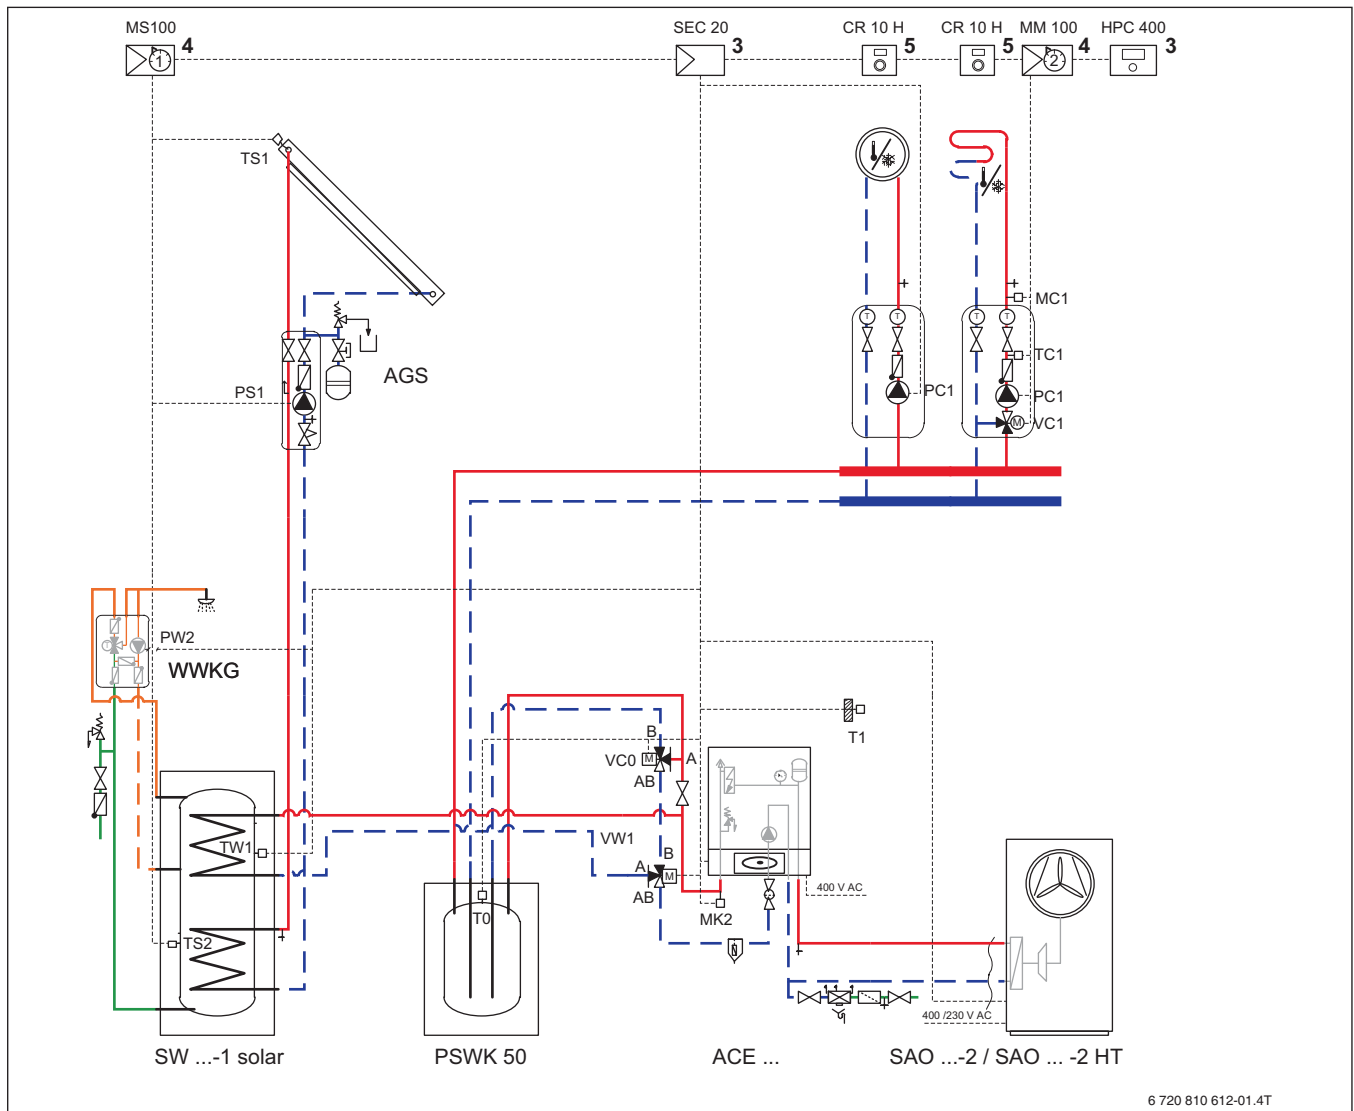 MS100
4
SEC 20
3
CR 10 H
5
CR 10 H
5
MM 100
4
HPC 400
3
1
2
TS1
MC1
T
T
T
T
TC1
AGS
PS1
PC1
PC1
M
VC1
PW2
T
WWKG
T1
B
VC0
M
A
AB
VW1
TW1
B
A
M
AB
400 V AC
T0
MK2
TS2
400 /230 V AC
SW ...-1 solar
PSWK 50
ACE ...
SAO ...-2 / SAO ... -2 HT
6 720 810 612-01.4T